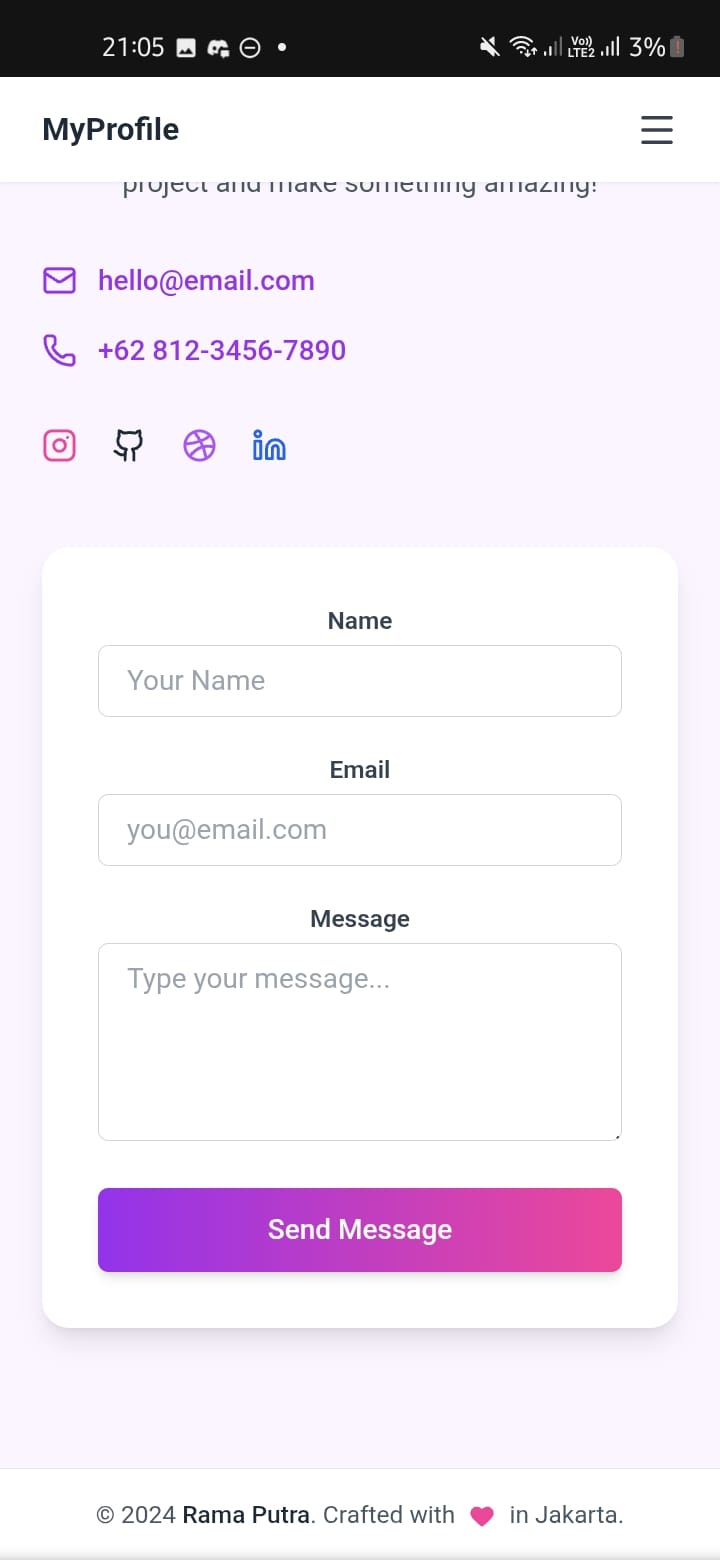 21:05
Vo)) LTE2 3%
MyProfile
project and make something amazing!
hello@email.com
+62 812-3456-7890
Name
Your Name
Email
you@email.com
Message
Type your message...
Send Message
© 2024 Rama Putra. Crafted with in Jakarta.